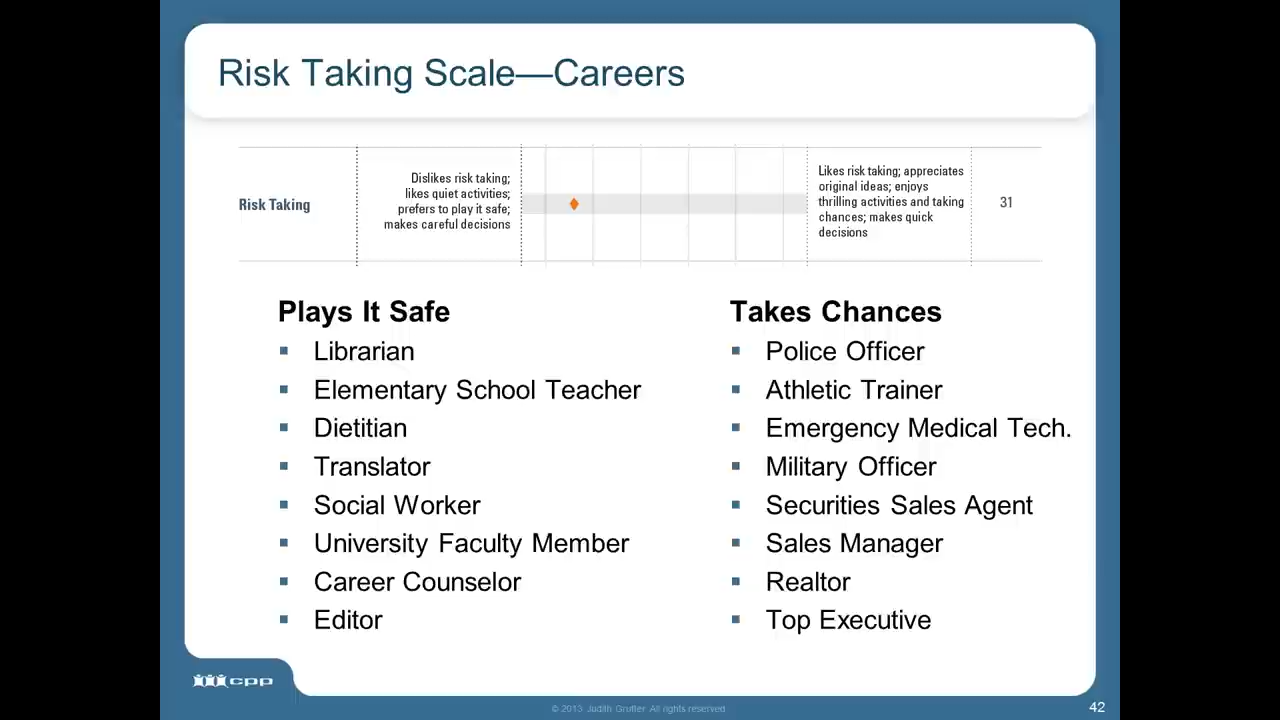 Risk Taking Scale—Careers
Risk Taking
Dislikes risk taking;
likes quiet activities;
prefers to play it safe;
makes careful decisions
Likes risk taking; appreciates
original ideas; enjoys
thrilling activities and taking
chances; makes quick
decisions
31
Plays It Safe
Librarian
Elementary School Teacher
Dietitian
Translator
Social Worker
University Faculty Member
Career Counselor
Editor
Takes Chances
Police Officer
Athletic Trainer
Emergency Medical Tech.
Military Officer
Securities Sales Agent
Sales Manager
Realtor
Top Executive
cpp
© 2013 Judith Grutter All rights reserved
42